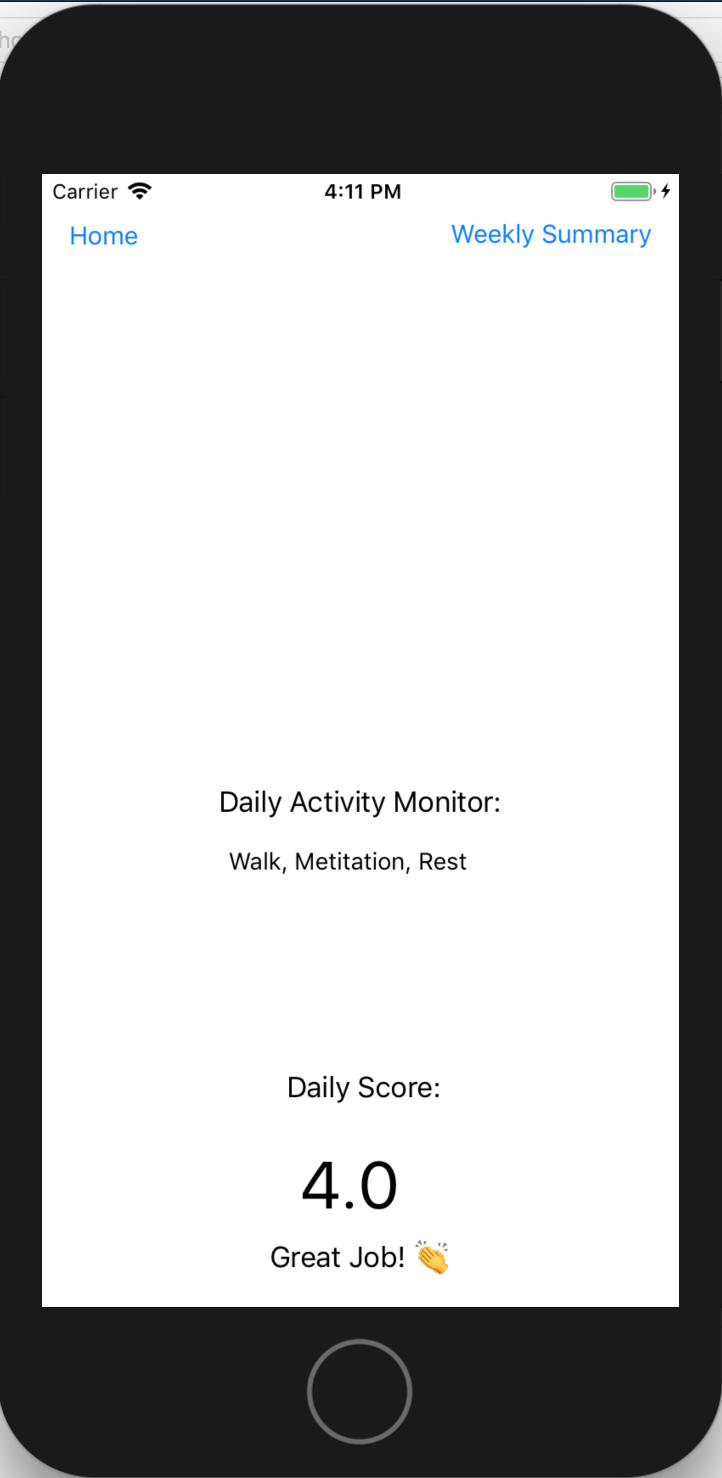 Carrier 4:11 PM
Home Weekly Summary
Daily Activity Monitor:
Walk, Metitation, Rest
Daily Score:
4.0
Great Job! 👏